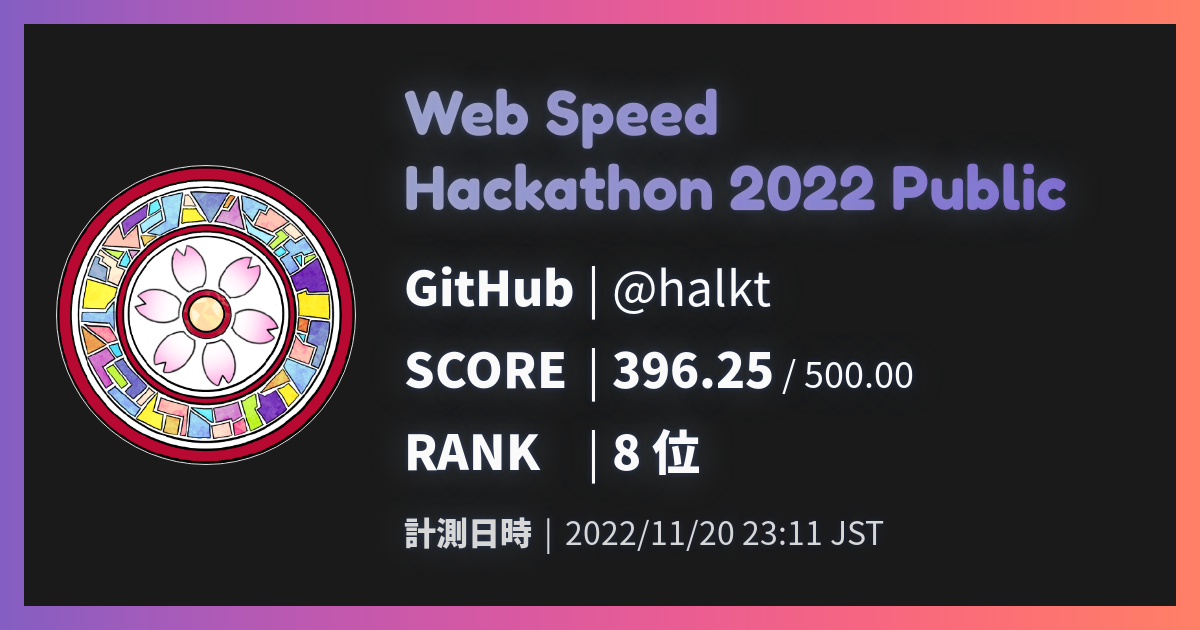 Web Speed
Hackathon 2022 Public
GitHub | @halkt
SCORE | 396.25 / 500.00
RANK | 8 位
計測日時 | 2022/11/20 23:11 JST